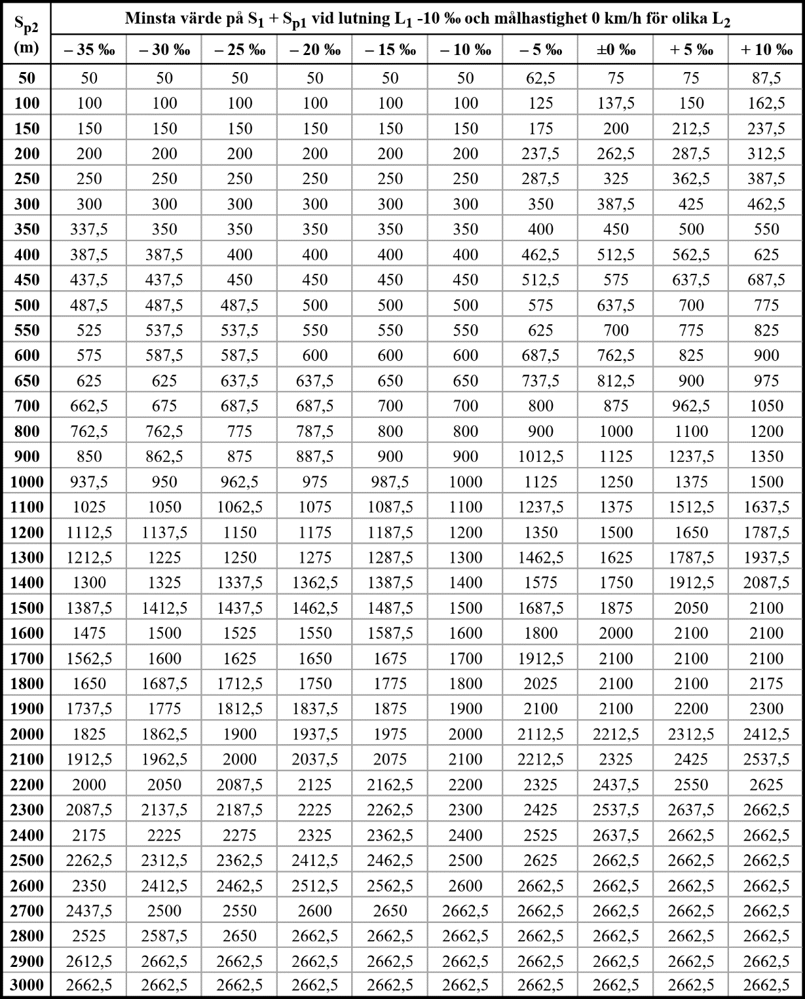 S_p2 (m) Minsta värde på S_1 + S_p1 vid lutning L_1 -10 ‰ och målhastighet 0 km/h för olika L_2
– 35 ‰ – 30 ‰ – 25 ‰ – 20 ‰ – 15 ‰ – 10 ‰ – 5 ‰ ±0 ‰ + 5 ‰ + 10 ‰
50 50 50 50 50 50 50 62,5 75 75 87,5
100 100 100 100 100 100 100 125 137,5 150 162,5
150 150 150 150 150 150 150 175 200 212,5 237,5
200 200 200 200 200 200 200 237,5 262,5 287,5 312,5
250 250 250 250 250 250 250 287,5 325 362,5 387,5
300 300 300 300 300 300 300 350 387,5 425 462,5
350 337,5 350 350 350 350 350 400 450 500 550
400 387,5 387,5 400 400 400 400 462,5 512,5 562,5 625
450 437,5 437,5 450 450 450 450 512,5 575 637,5 687,5
500 487,5 487,5 487,5 500 500 500 575 637,5 700 775
550 525 537,5 537,5 550 550 550 625 700 775 825
600 575 587,5 587,5 600 600 600 687,5 762,5 825 900
650 625 625 637,5 637,5 650 650 737,5 812,5 900 975
700 662,5 675 687,5 687,5 700 700 800 875 962,5 1050
800 762,5 762,5 775 787,5 800 800 900 1000 1100 1200
900 850 862,5 875 887,5 900 900 1012,5 1125 1237,5 1350
1000 937,5 950 962,5 975 987,5 1000 1125 1250 1375 1500
1100 1025 1050 1062,5 1075 1087,5 1100 1237,5 1375 1512,5 1637,5
1200 1112,5 1137,5 1150 1175 1187,5 1200 1350 1500 1650 1787,5
1300 1212,5 1225 1250 1275 1287,5 1300 1462,5 1625 1787,5 1937,5
1400 1300 1325 1337,5 1362,5 1387,5 1400 1575 1750 1912,5 2087,5
1500 1387,5 1412,5 1437,5 1462,5 1487,5 1500 1687,5 1875 2050 2100
1600 1475 1500 1525 1550 1587,5 1600 1800 2000 2100 2100
1700 1562,5 1600 1625 1650 1675 1700 1912,5 2100 2100 2100
1800 1650 1687,5 1712,5 1750 1775 1800 2025 2100 2100 2175
1900 1737,5 1775 1812,5 1837,5 1875 1900 2100 2100 2200 2300
2000 1825 1862,5 1900 1937,5 1975 2000 2112,5 2212,5 2312,5 2412,5
2100 1912,5 1962,5 2000 2037,5 2075 2100 2212,5 2325 2425 2537,5
2200 2000 2050 2087,5 2125 2162,5 2200 2325 2437,5 2550 2625
2300 2087,5 2137,5 2187,5 2225 2262,5 2300 2425 2537,5 2637,5 2662,5
2400 2175 2225 2275 2325 2362,5 2400 2525 2637,5 2662,5 2662,5
2500 2262,5 2312,5 2362,5 2412,5 2462,5 2500 2625 2662,5 2662,5 2662,5
2600 2350 2412,5 2462,5 2512,5 2562,5 2600 2662,5 2662,5 2662,5 2662,5
2700 2437,5 2500 2550 2600 2650 2662,5 2662,5 2662,5 2662,5 2662,5
2800 2525 2587,5 2650 2662,5 2662,5 2662,5 2662,5 2662,5 2662,5 2662,5
2900 2612,5 2662,5 2662,5 2662,5 2662,5 2662,5 2662,5 2662,5 2662,5 2662,5
3000 2662,5 2662,5 2662,5 2662,5 2662,5 2662,5 2662,5 2662,5 2662,5 2662,5